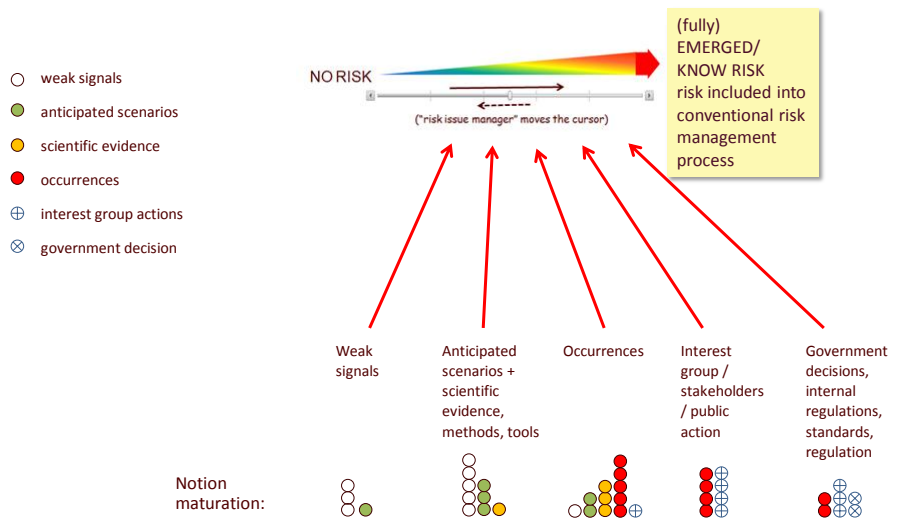 (fully)
EMERGED/
KNOW RISK
risk included into
conventional risk
management
process
NO RISK
("risk issue manager" moves the cursor)
weak signals
anticipated scenarios
scientific evidence
occurrences
interest group actions
government decision
Weak
signals
Anticipated
scenarios +
scientific
evidence,
methods, tools
Occurrences
Interest
group /
stakeholders
/ public
action
Government
decisions,
internal
regulations,
standards,
regulation
Notion
maturation: